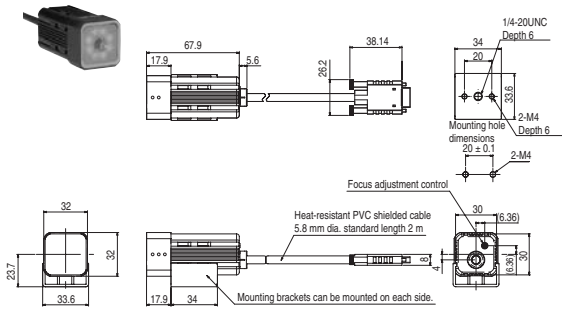 67.9
17.9
5.6
38.14
26.2
1/4-20UNC
Depth 6
34
20
33.6
2-M4
Depth 6
Mounting hole
dimensions
20 ± 0.1
2-M4
Focus adjustment control
32
32
23.7
33.6
Heat-resistant PVC shielded cable
5.8 mm dia. standard length 2 m
17.9
34
Mounting brackets can be mounted on each side.
8
4
30
(6.36)
(6.36)
30